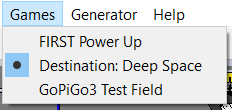 Games Generator Help
FIRST Power Up
Destination: Deep Space
GoPiGo3 Test Field